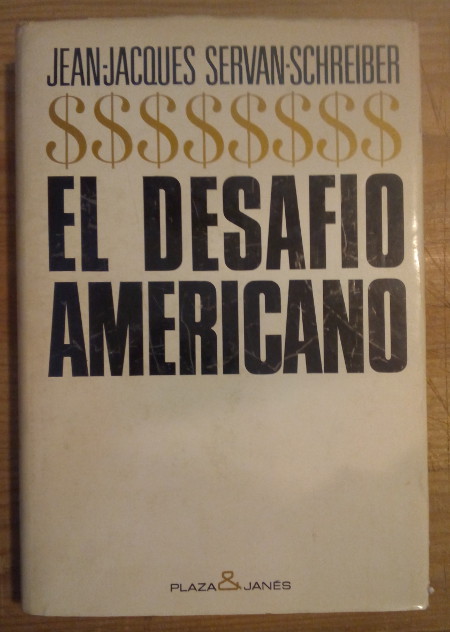 JEAN-JACQUES SERVAN-SCHREIBER
$$$$$$$$
EL DESAFIO
AMERICANO
PLAZA & JANÉS